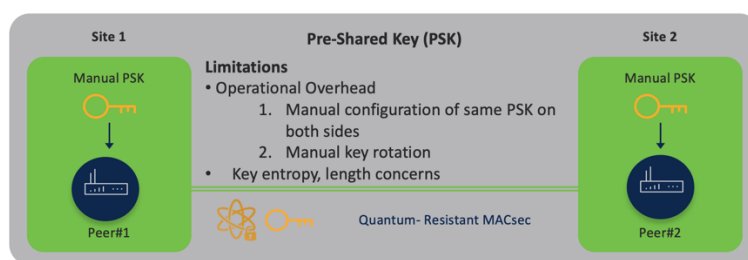 Site 1
Pre-Shared Key (PSK)
Site 2
Manual PSK
Limitations
• Operational Overhead
1. Manual configuration of same PSK on
both sides
2. Manual key rotation
• Key entropy, length concerns
Manual PSK
Peer#1
Quantum- Resistant MACsec
Peer#2